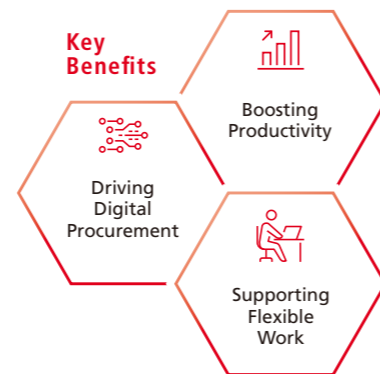 Key
Benefits
Boosting
Productivity
Driving
Digital
Procurement
Supporting
Flexible
Work